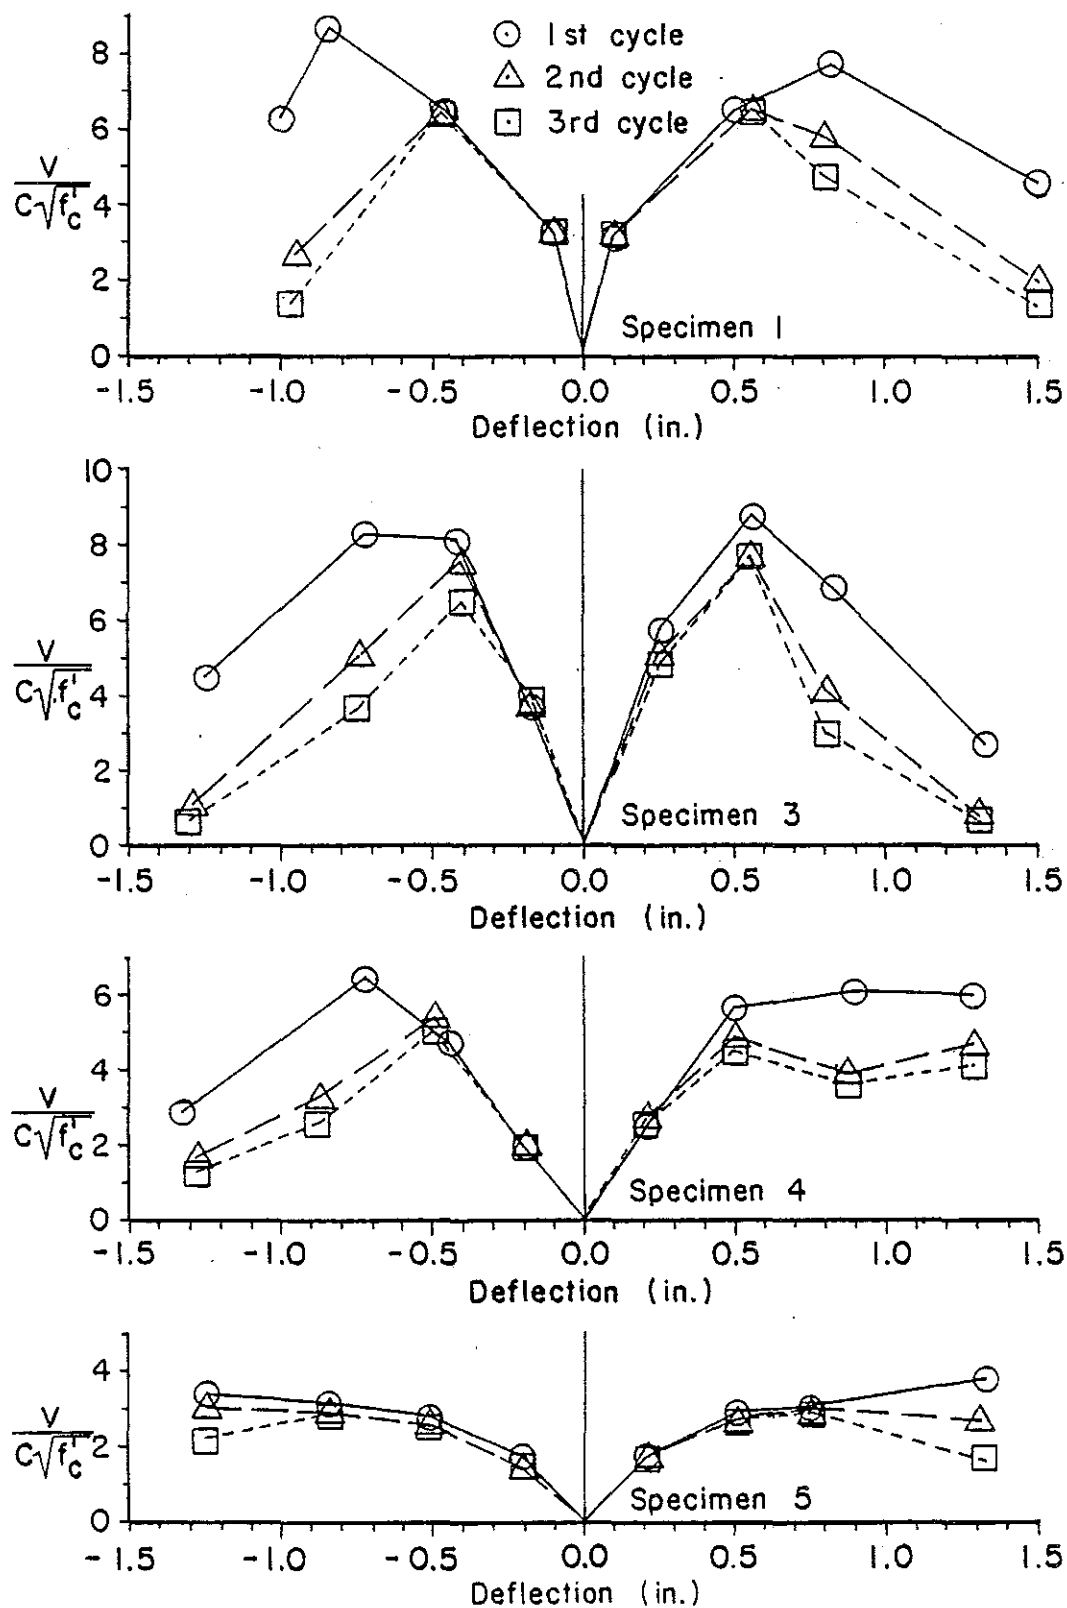 ○ 1st cycle
△ 2nd cycle
□ 3rd cycle
V
C√f'c
8
6
4
2
0
Specimen 1
-1.5 -1.0 -0.5 0.0 0.5 1.0 1.5
Deflection (in.)
V
C√f'c
10
8
6
4
2
0
Specimen 3
-1.5 -1.0 -0.5 0.0 0.5 1.0 1.5
Deflection (in.)
V
C√f'c
6
4
2
0
Specimen 4
-1.5 -1.0 -0.5 0.0 0.5 1.0 1.5
Deflection (in.)
V
C√f'c
4
2
0
Specimen 5
-1.5 -1.0 -0.5 0.0 0.5 1.0 1.5
Deflection (in.)